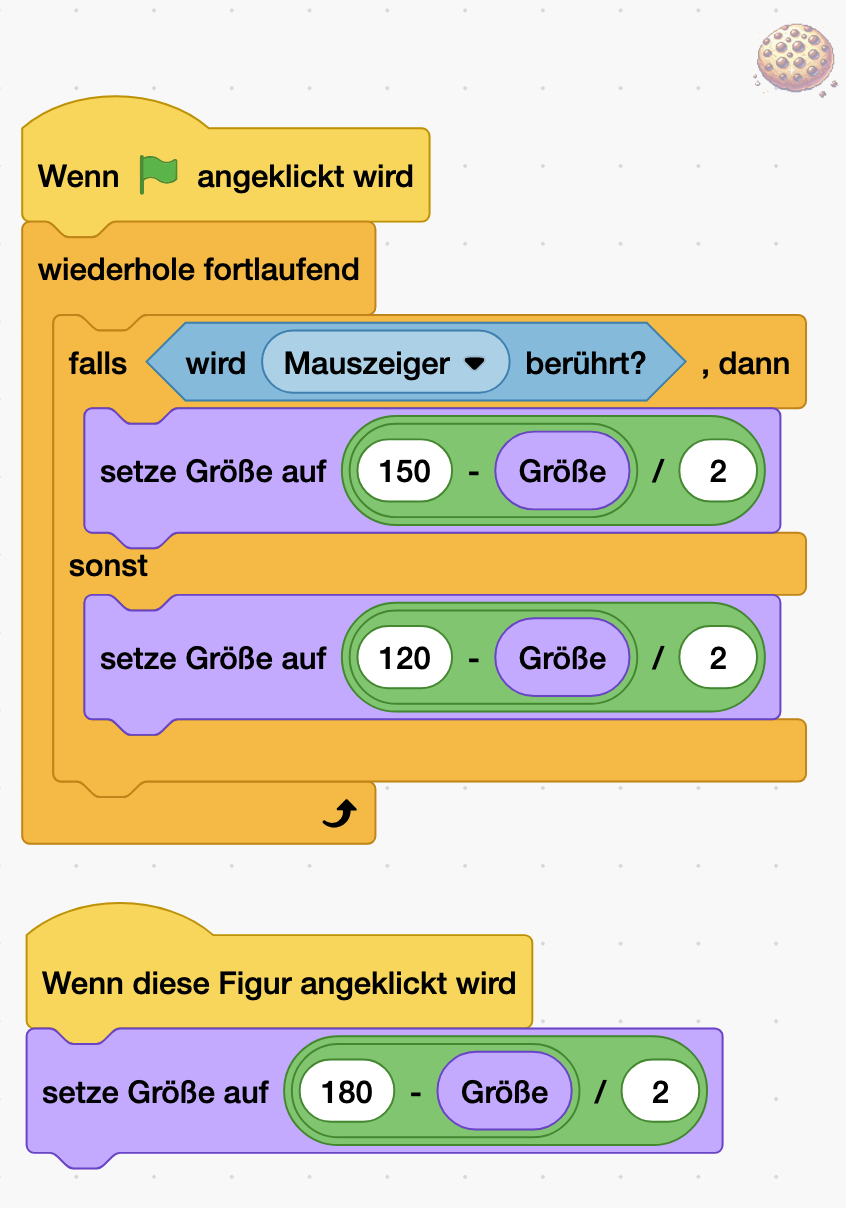 Wenn angeklickt wird
wiederhole fortlaufend
falls wird Mauszeiger berührt? , dann
setze Größe auf 150 - Größe / 2
sonst
setze Größe auf 120 - Größe / 2
Wenn diese Figur angeklickt wird
setze Größe auf 180 - Größe / 2